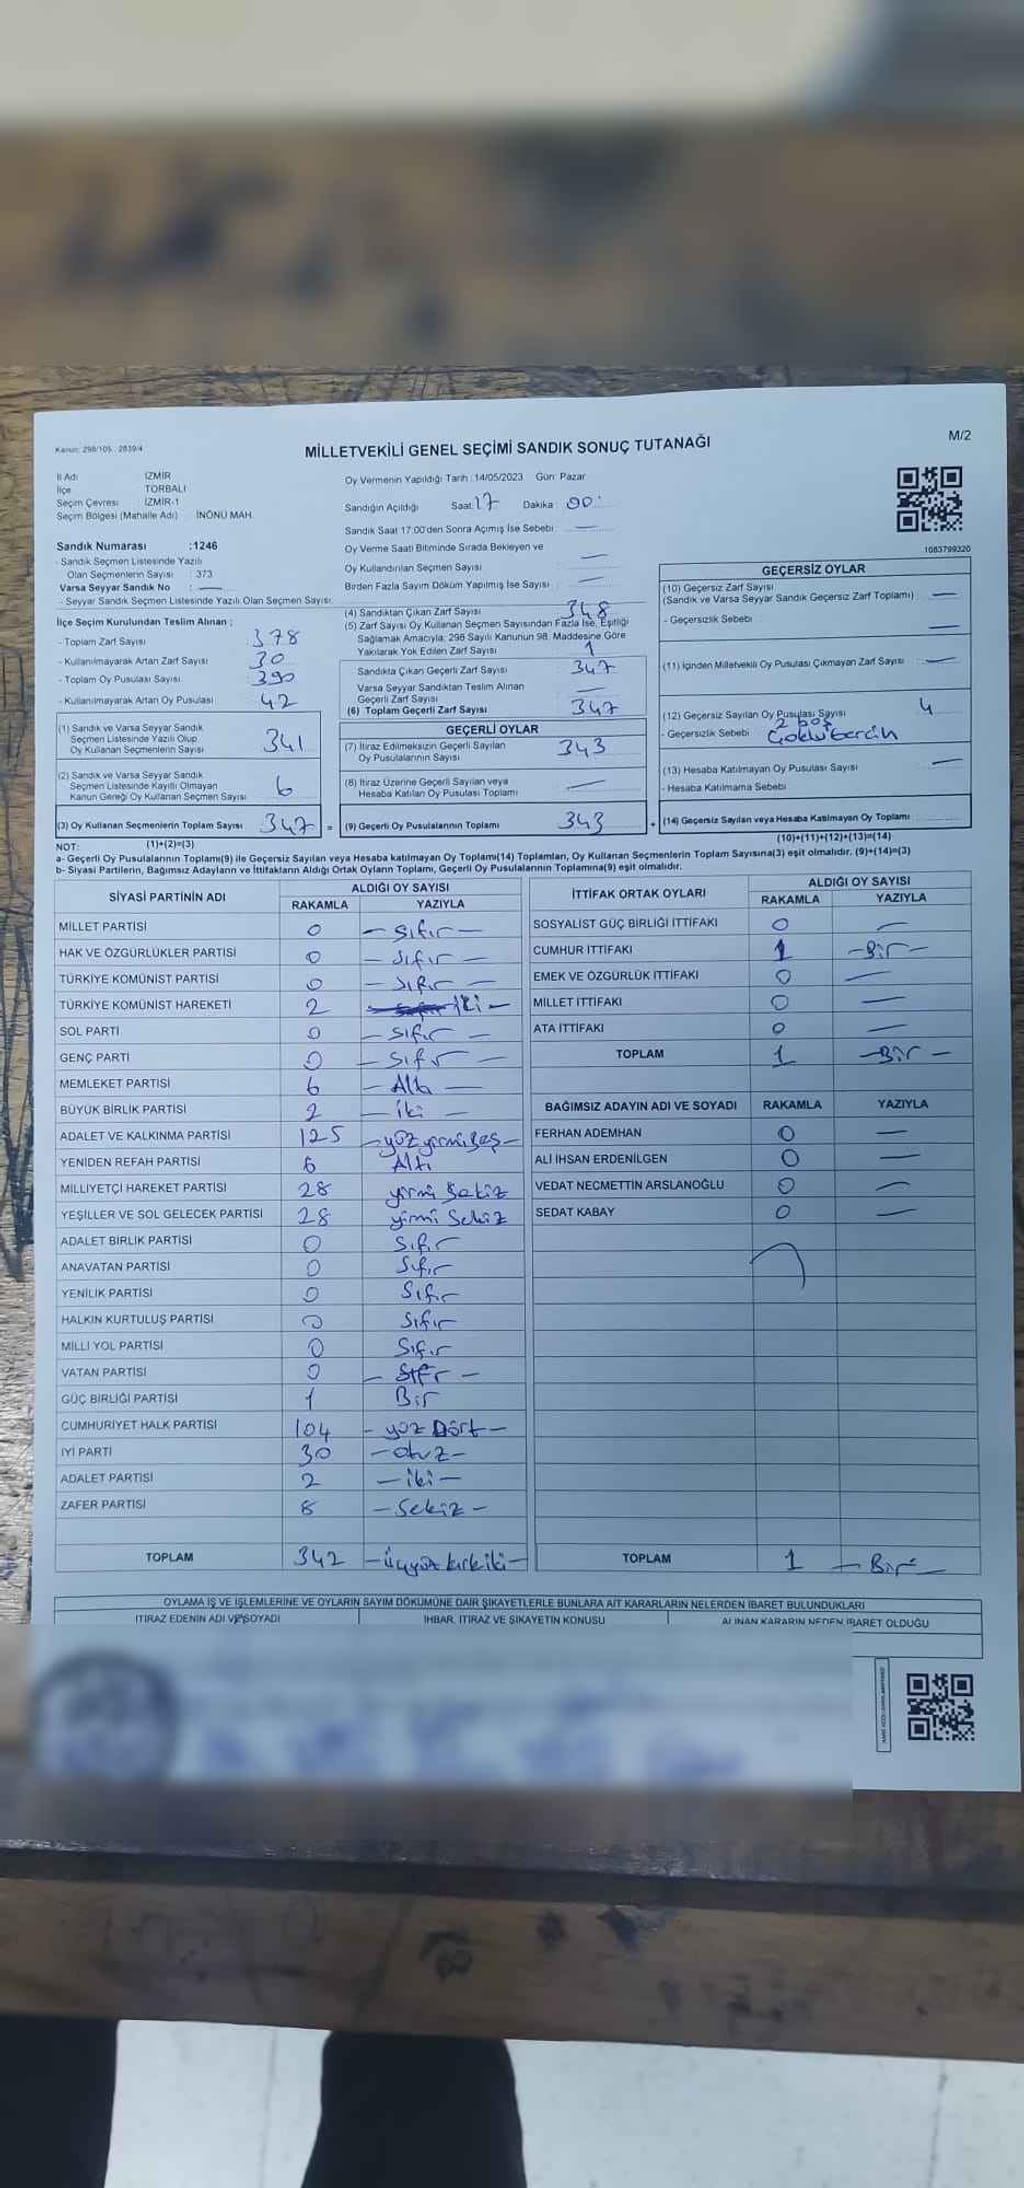 Kanun: 298/105 - 2839/4
MİLLETVEKİLİ GENEL SEÇİMİ SANDIK SONUÇ TUTANAĞI
M/2
İl Adı İZMİR
İlçe TORBALI
Seçim Çevresi İZMİR-1
Seçim Bölgesi (Mahalle Adı) : İNÖNÜ MAH.
Oy Vermenin Yapıldığı Tarih : 14/05/2023 Gün: Pazar
Sandığın Açıldığı Saat: 17 Dakika: 00
Sandık Saat 17:00'den Sonra Açılmış İse Sebebi: —
Oy Verme Saati Bitiminde Sırada Bekleyen ve
Oy Kullandırılan Seçmen Sayısı —
Birden Fazla Sayım Döküm Yapılmış İse Sayısı : —
Sandık Numarası :1246
- Sandık Seçmen Listesinde Yazılı
Olan Seçmenlerin Sayısı : 373
Varsa Seyyar Sandık No : —
- Seyyar Sandık Seçmen Listesinde Yazılı Olan Seçmen Sayısı:
İlçe Seçim Kurulundan Teslim Alınan ;
- Toplam Zarf Sayısı 378
- Kullanılmayarak Artan Zarf Sayısı 30
- Toplam Oy Pusulası Sayısı 390
- Kullanılmayarak Artan Oy Pusulası 42
(1) Sandık ve Varsa Seyyar Sandık
Seçmen Listesinde Yazılı Olup
Oy Kullanan Seçmenlerin Sayısı 341
(2) Sandık ve Varsa Seyyar Sandık
Seçmen Listesinde Kayıtlı Olmayan
Kanun Gereği Oy Kullanan Seçmen Sayısı 6
(3) Oy Kullanan Seçmenlerin Toplam Sayısı 347 =
(4) Sandıktan Çıkan Zarf Sayısı 348
(5) Zarf Sayısı Oy Kullanan Seçmen Sayısından Fazla İse, Eşitliği
Sağlamak Amacıyla; 298 Sayılı Kanunun 98. Maddesine Göre
Yakılarak Yok Edilen Zarf Sayısı 1
Sandıkta Çıkan Geçerli Zarf Sayısı 347
Varsa Seyyar Sandıktan Teslim Alınan
Geçerli Zarf Sayısı —
(6) Toplam Geçerli Zarf Sayısı 347
GEÇERLİ OYLAR
(7) İtiraz Edilmeksizin Geçerli Sayılan
Oy Pusulalarının Sayısı 343
(8) İtiraz Üzerine Geçerli Sayılan veya
Hesaba Katılan Oy Pusulası Toplamı —
(9) Geçerli Oy Pusulalarının Toplamı 343 +
1083799320
GEÇERSİZ OYLAR
(10) Geçersiz Zarf Sayısı
(Sandık ve Varsa Seyyar Sandık Geçersiz Zarf Toplamı) : —
- Geçersizlik Sebebi —
(11) İçinden Milletvekili Oy Pusulası Çıkmayan Zarf Sayısı —
(12) Geçersiz Sayılan Oy Pusulası Sayısı 4
2 boş
- Geçersizlik Sebebi
(13) Hesaba Katılmayan Oy Pusulası Sayısı —
- Hesaba Katılmama Sebebi
(14) Geçersiz Sayılan veya Hesaba Katılmayan Oy Toplamı
NOT: (1)+(2)=(3)
(10)+(11)+(12)+(13)=(14)
a- Geçerli Oy Pusulalarının Toplamı(9) ile Geçersiz Sayılan veya Hesaba katılmayan Oy Toplamı(14) Toplamları, Oy Kullanan Seçmenlerin Toplam Sayısına(3) eşit olmalıdır. (9)+(14)=(3)
b- Siyasi Partilerin, Bağımsız Adayların ve İttifakların Aldığı Ortak Oyların Toplamı, Geçerli Oy Pusulalarının Toplamına(9) eşit olmalıdır.
SİYASİ PARTİNİN ADI ALDIĞI OY SAYISI
RAKAMLA YAZIYLA
MİLLET PARTİSİ 0 — Sıfır —
HAK VE ÖZGÜRLÜKLER PARTİSİ 0 — Sıfır —
TÜRKİYE KOMÜNİST PARTİSİ 0 — Sıfır —
TÜRKİYE KOMÜNİST HAREKETİ 2 İki —
SOL PARTİ 0 — Sıfır —
GENÇ PARTİ 0 — Sıfır —
MEMLEKET PARTİSİ 6 — Altı —
BÜYÜK BİRLİK PARTİSİ 2 — İki —
ADALET VE KALKINMA PARTİSİ 125 — yüz yirmi beş —
YENİDEN REFAH PARTİSİ 6 Altı
MİLLİYETÇİ HAREKET PARTİSİ 28 yirmi Sekiz
YEŞİLLER VE SOL GELECEK PARTİSİ 28 yirmi Sekiz
ADALET BİRLİK PARTİSİ 0 Sıfır
ANAVATAN PARTİSİ 0 Sıfır
YENİLİK PARTİSİ 0 Sıfır
HALKIN KURTULUŞ PARTİSİ 0 Sıfır
MİLLİ YOL PARTİSİ 0 Sıfır
VATAN PARTİSİ 0 — Sıfır —
GÜÇ BİRLİĞİ PARTİSİ 1 Bir
CUMHURİYET HALK PARTİSİ 104 — yüz Dört —
İYİ PARTİ 30 — otuz —
ADALET PARTİSİ 2 — iki —
ZAFER PARTİSİ 8 — Sekiz —
TOPLAM 342 — Üçyüz kırk iki —
İTTİFAK ORTAK OYLARI ALDIĞI OY SAYISI
RAKAMLA YAZIYLA
SOSYALİST GÜÇ BİRLİĞİ İTTİFAKI 0 —
CUMHUR İTTİFAKI 1 — Bir —
EMEK VE ÖZGÜRLÜK İTTİFAKI 0 —
MİLLET İTTİFAKI 0 —
ATA İTTİFAKI 0 —
TOPLAM 1 — Bir —
BAĞIMSIZ ADAYIN ADI VE SOYADI RAKAMLA YAZIYLA
FERHAN ADEMHAN 0 —
ALİ İHSAN ERDENİLGEN 0 —
VEDAT NECMETTİN ARSLANOĞLU 0 —
SEDAT KABAY 0 —
TOPLAM 1 — Bir —
OYLAMA İŞ VE İŞLEMLERİNE VE OYLARIN SAYIM DÖKÜMÜNE DAİR ŞİKAYETLERLE BUNLARA AİT KARARLARIN NELERDEN İBARET BULUNDUKLARI
İTİRAZ EDENİN ADI VE SOYADI İHBAR, İTİRAZ VE ŞİKAYETİN KONUSU ALINAN KARARIN NEDEN İBARET OLDUĞU